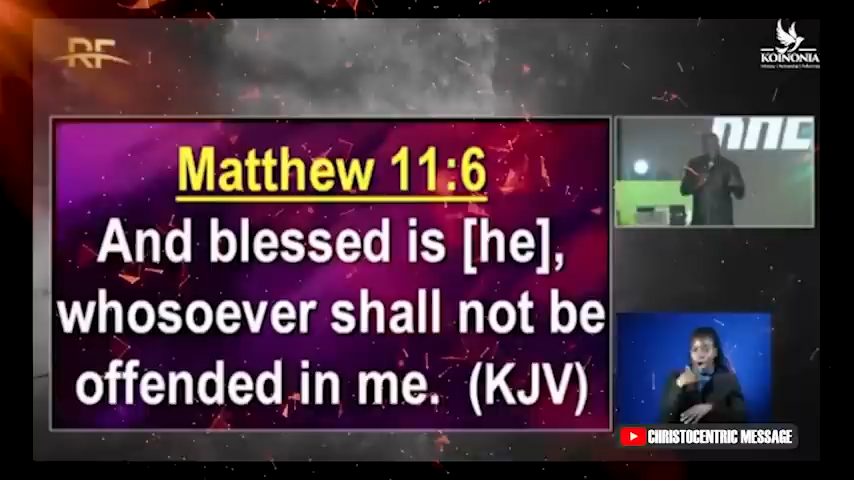 RF
KOINONIA
Matthew 11:6
And blessed is [he],
whosoever shall not be
offended in me. (KJV)
CHRISTOCENTRIC MESSAGE